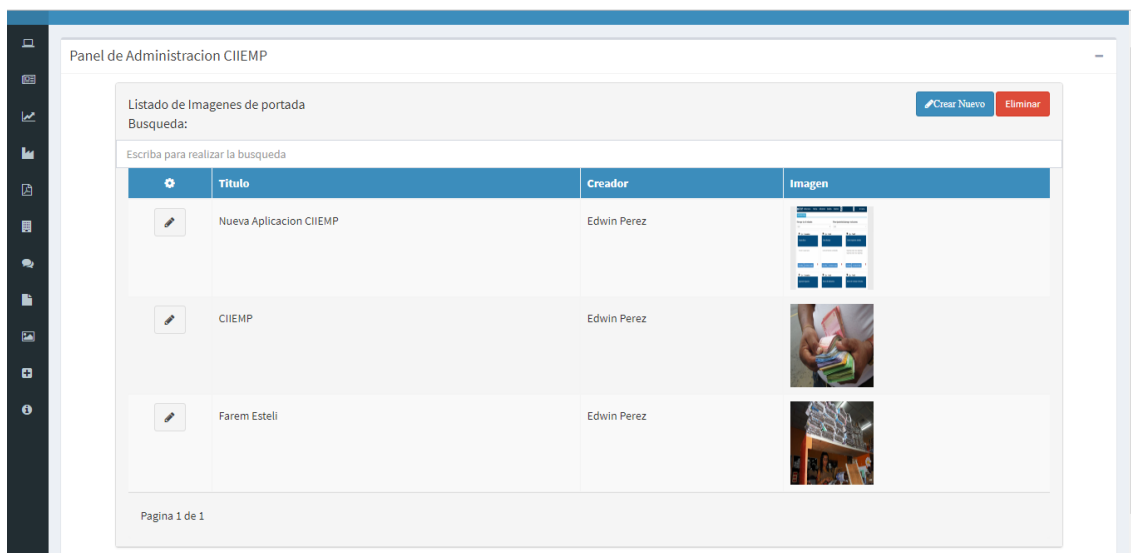 Panel de Administracion CIIEMP
Listado de Imagenes de portada
Crear Nuevo Eliminar
Busqueda:
Escriba para realizar la busqueda
Titulo Creador Imagen
Nueva Aplicacion CIIEMP Edwin Perez
CIIEMP Edwin Perez
Farem Esteli Edwin Perez
Pagina 1 de 1